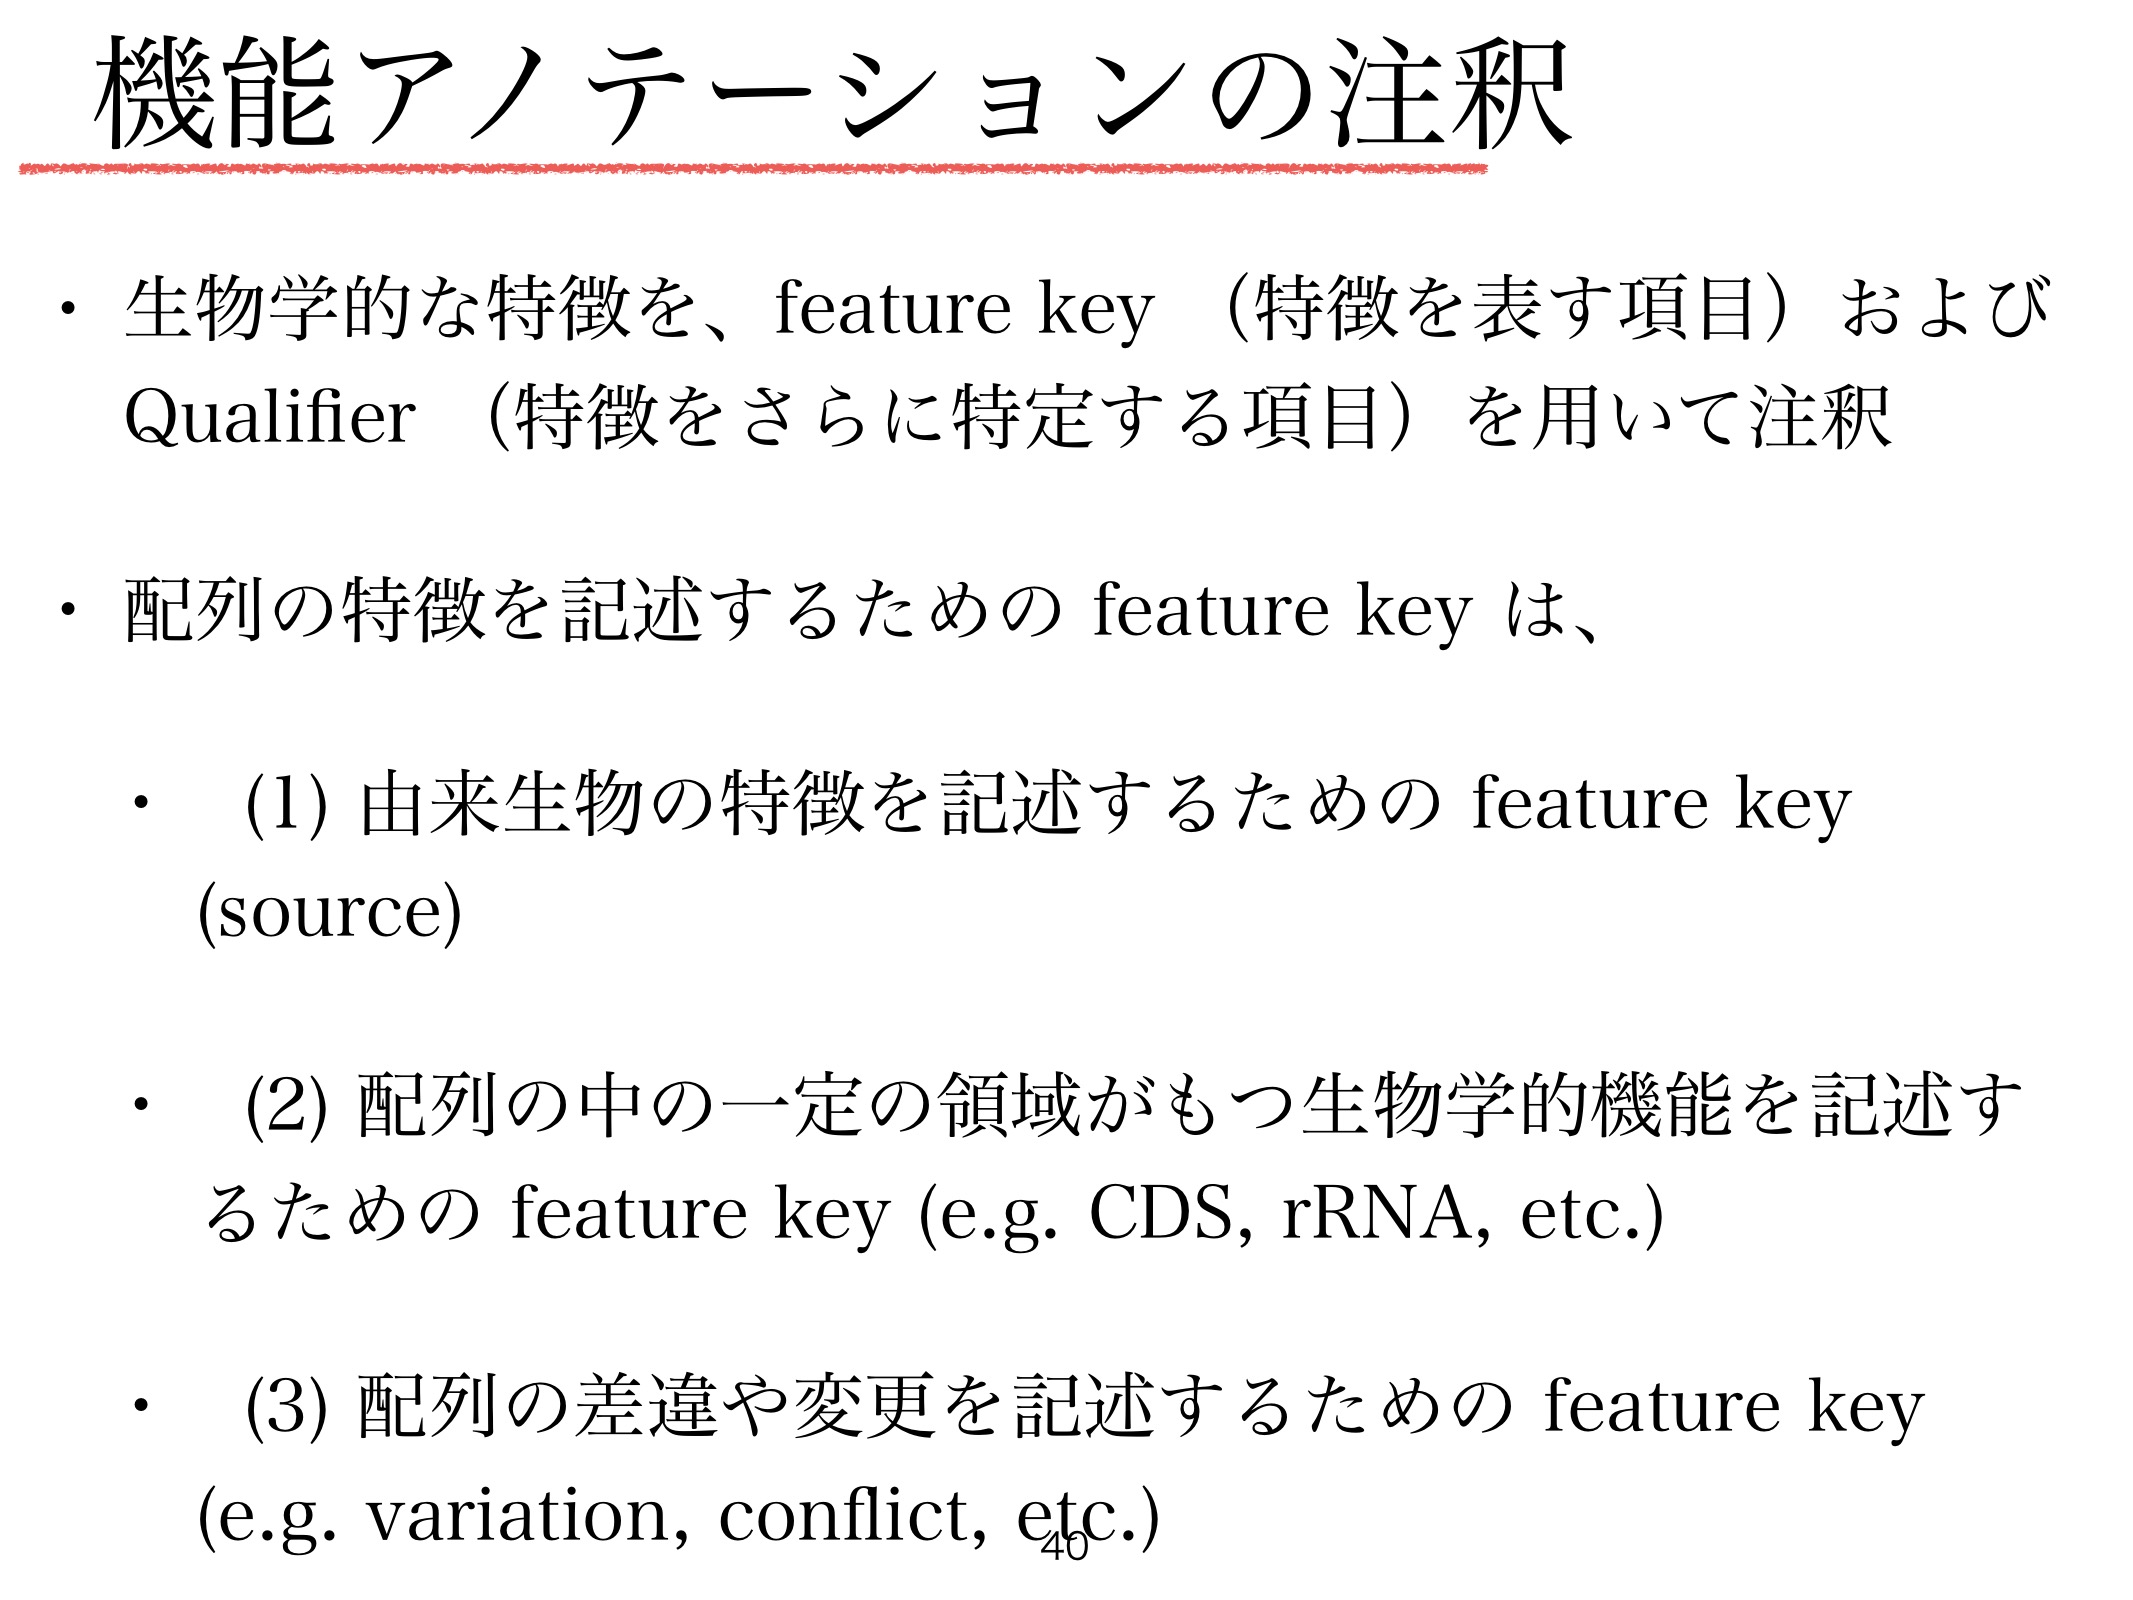 機能アノテーションの注釈
・ 生物学的な特徴を、feature key （特徴を表す項目）および
Qualifier （特徴をさらに特定する項目）を用いて注釈
・ 配列の特徴を記述するための feature key は、
・ (1) 由来生物の特徴を記述するための feature key
(source)
・ (2) 配列の中の一定の領域がもつ生物学的機能を記述す
るための feature key (e.g. CDS, rRNA, etc.)
・ (3) 配列の差違や変更を記述するための feature key
(e.g. variation, conflict, etc.)
40